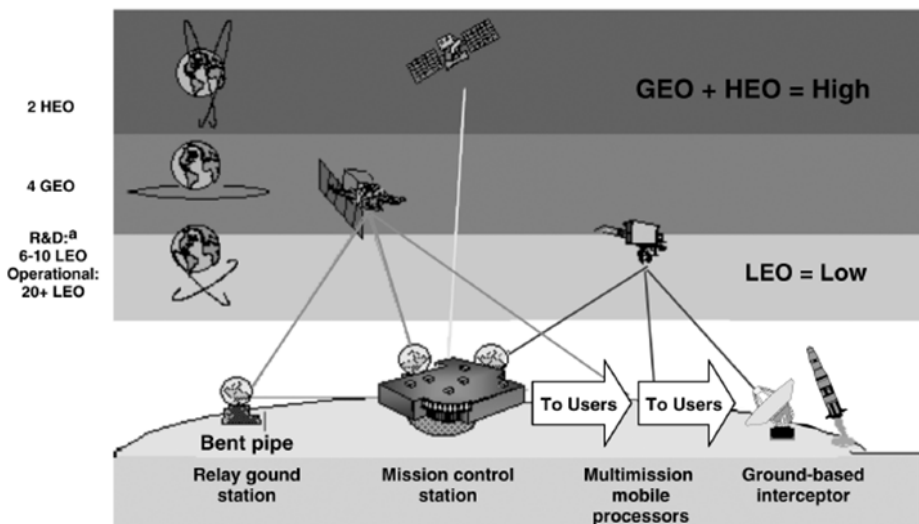 2 HEO
GEO + HEO = High
4 GEO
R&D:a
6-10 LEO
Operational:
20+ LEO
LEO = Low
To Users
To Users
Bent pipe
Relay gound
station
Mission control
station
Multimission
mobile
processors
Ground-based
interceptor